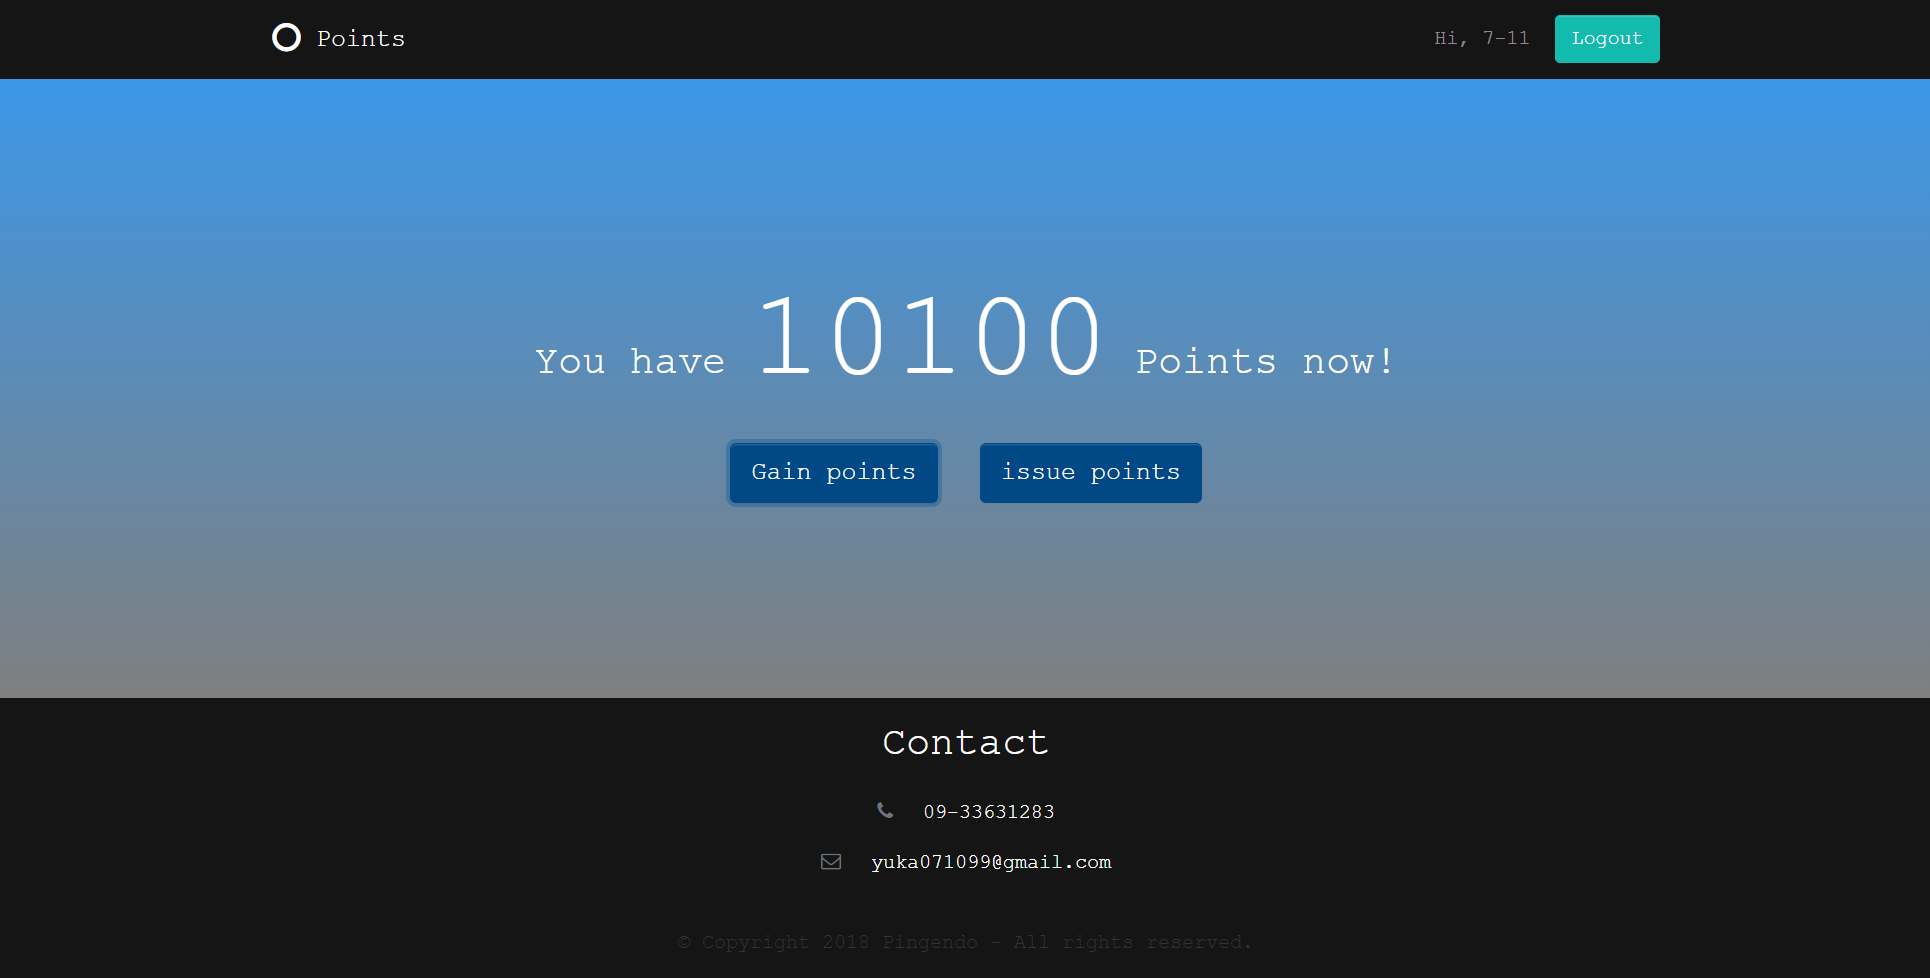 Points
Hi, 7-11
Logout
You have 10100 Points now!
Gain points
issue points
Contact
09-33631283
yuka071099@gmail.com
© Copyright 2018 Pingendo - All rights reserved.